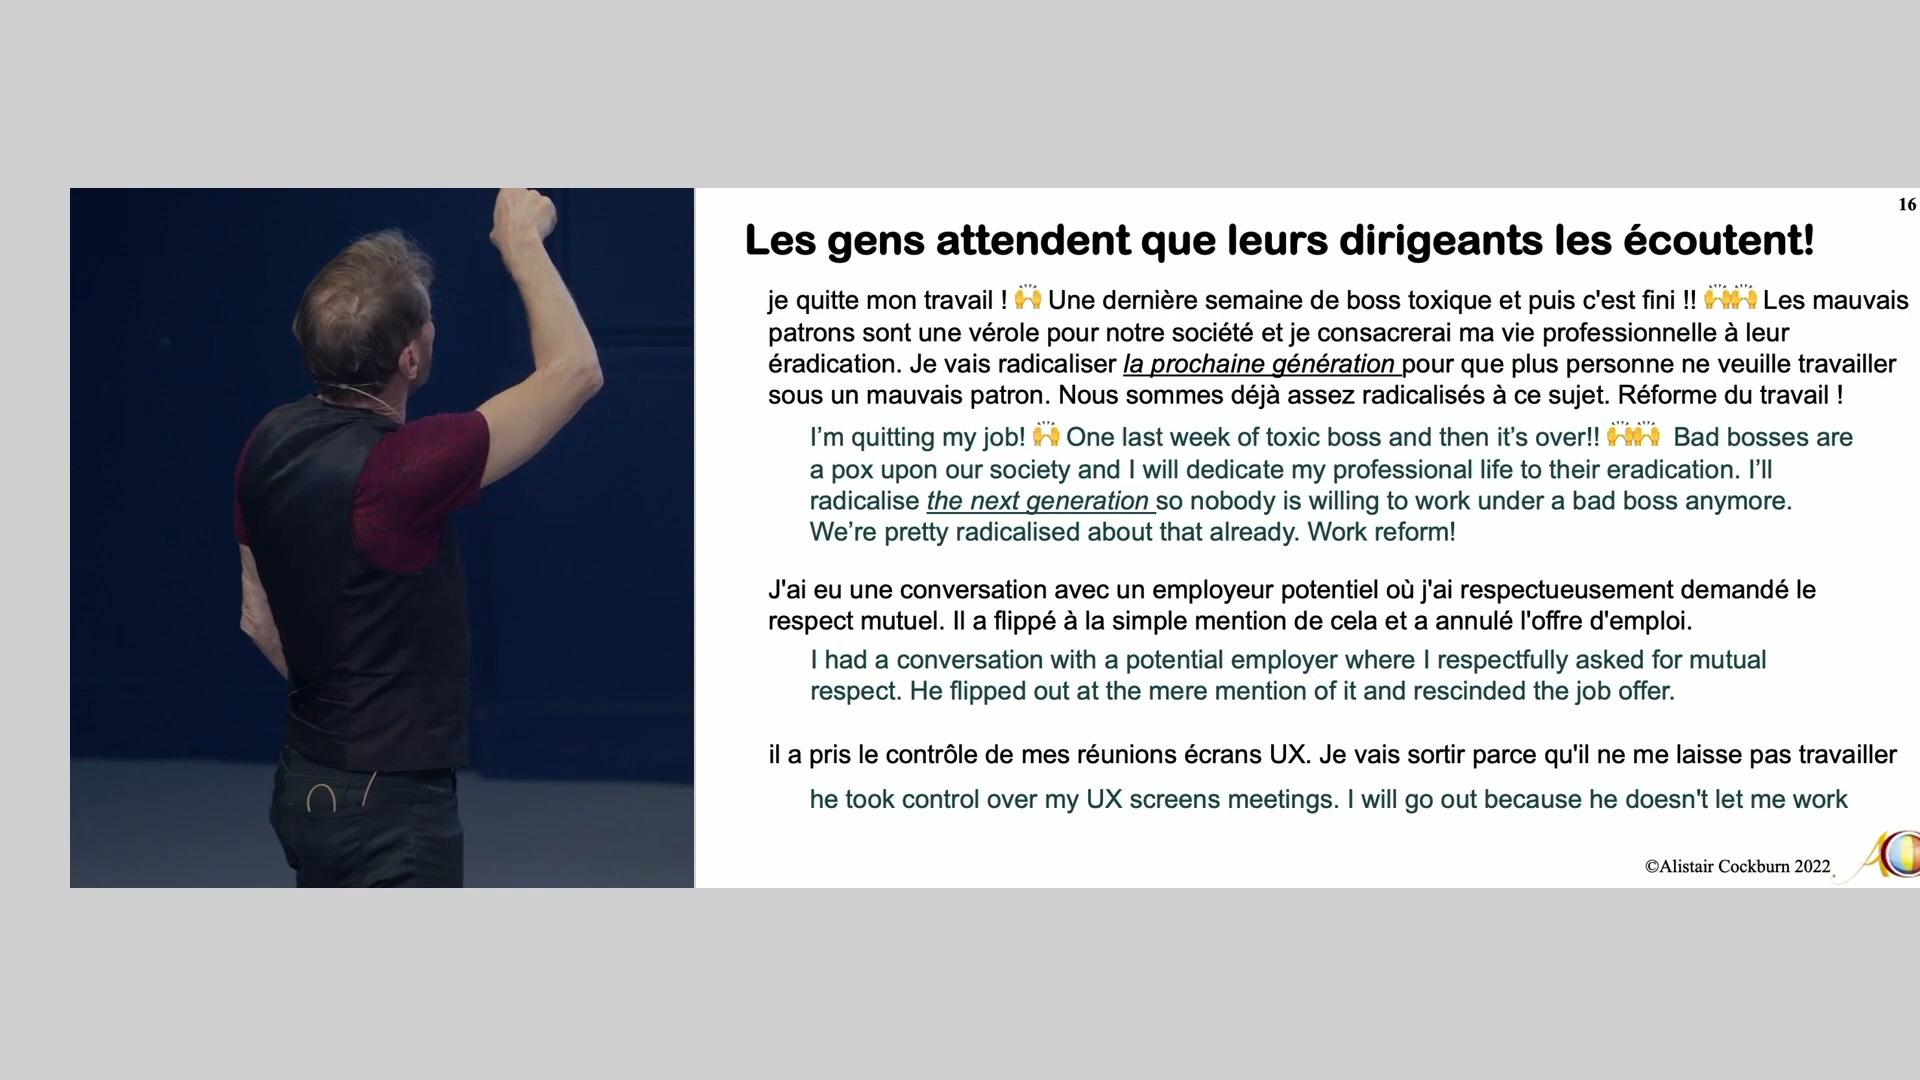 16
Les gens attendent que leurs dirigeants les écoutent!
je quitte mon travail ! 🙌 Une dernière semaine de boss toxique et puis c'est fini !! 🙌🙌 Les mauvais
patrons sont une vérole pour notre société et je consacrerai ma vie professionnelle à leur
éradication. Je vais radicaliser la prochaine génération pour que plus personne ne veuille travailler
sous un mauvais patron. Nous sommes déjà assez radicalisés à ce sujet. Réforme du travail !
I’m quitting my job! 🙌 One last week of toxic boss and then it’s over!! 🙌🙌 Bad bosses are
a pox upon our society and I will dedicate my professional life to their eradication. I’ll
radicalise the next generation so nobody is willing to work under a bad boss anymore.
We’re pretty radicalised about that already. Work reform!
J'ai eu une conversation avec un employeur potentiel où j'ai respectueusement demandé le
respect mutuel. Il a flippé à la simple mention de cela et a annulé l'offre d'emploi.
I had a conversation with a potential employer where I respectfully asked for mutual
respect. He flipped out at the mere mention of it and rescinded the job offer.
il a pris le contrôle de mes réunions écrans UX. Je vais sortir parce qu'il ne me laisse pas travailler
he took control over my UX screens meetings. I will go out because he doesn't let me work
©Alistair Cockburn 2022